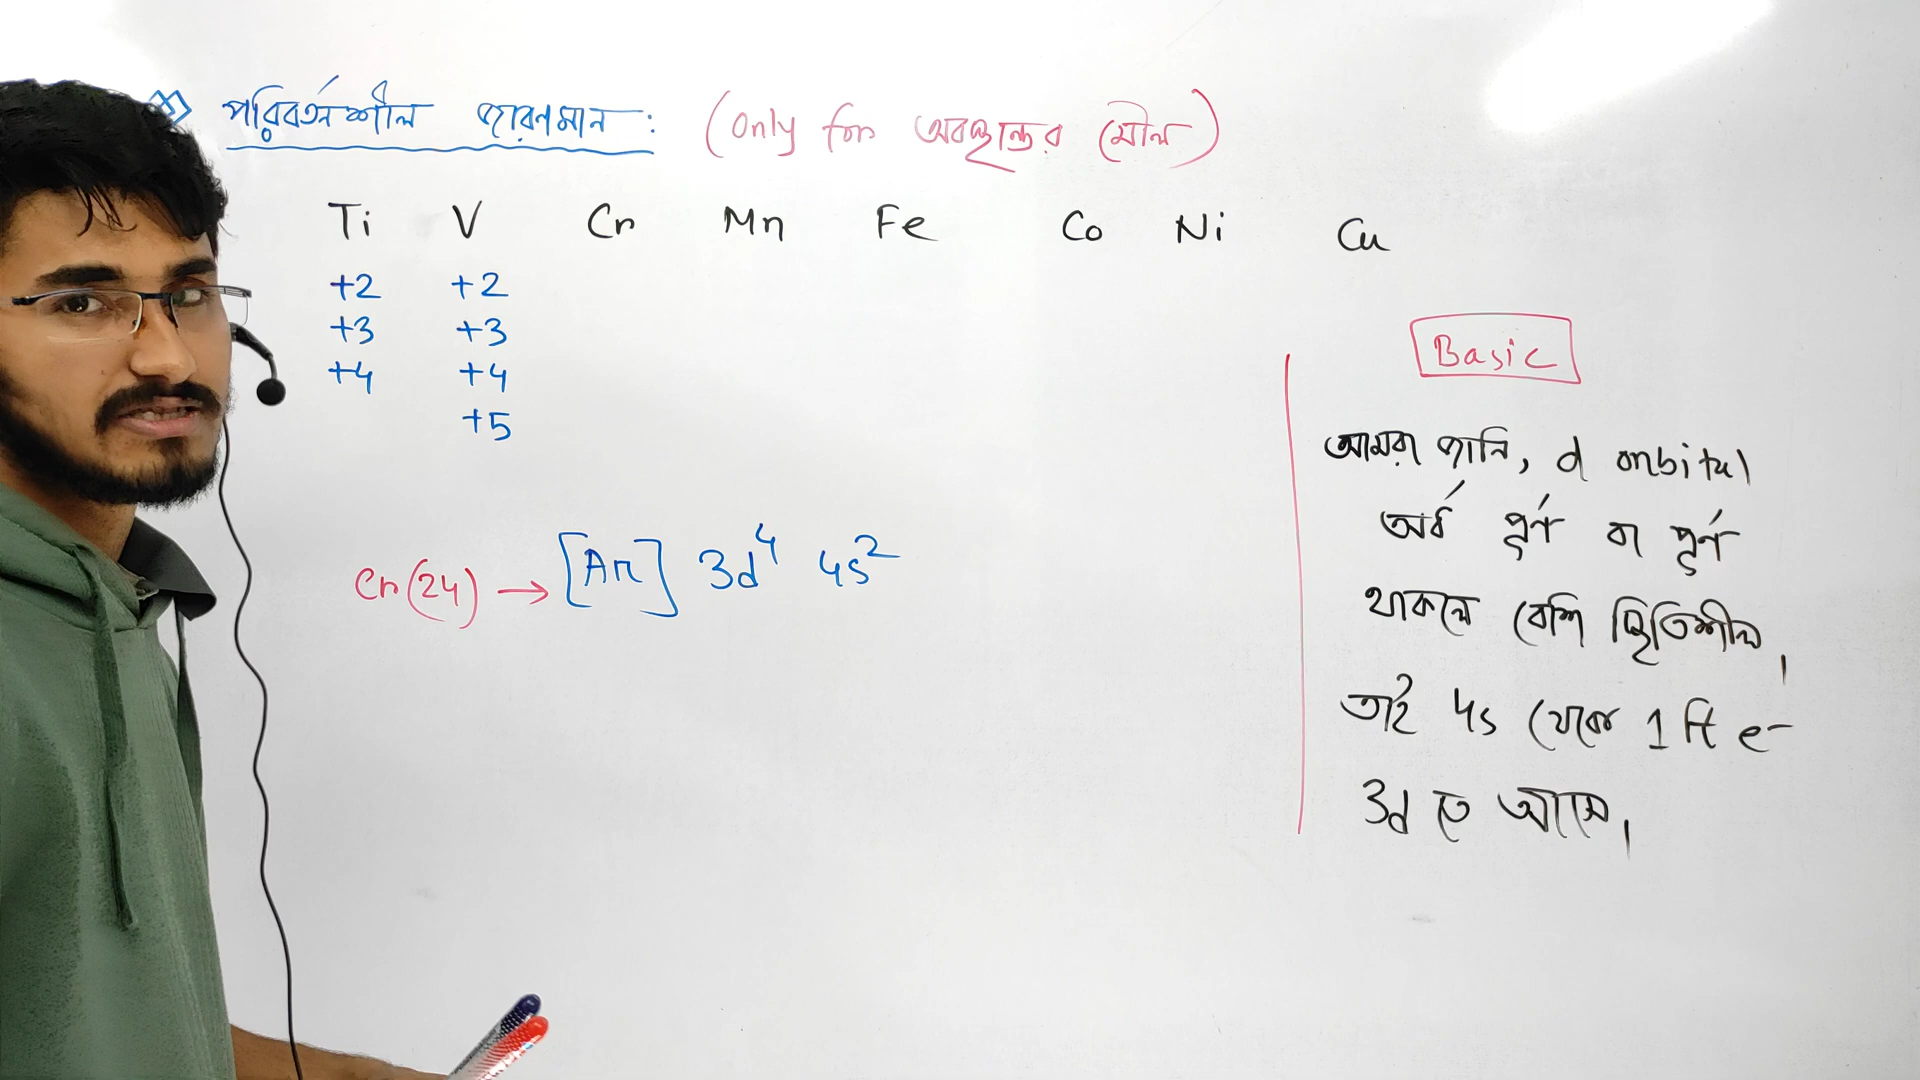 পরিবর্তনশীল জারণমান : (Only for অবস্থান্তর মৌল)
Ti V Cr Mn Fe Co Ni Cu
+2 +2
+3 +3
+4 +4
+5
Cr(24) → [Ar] 3d⁴ 4s²
Basic
আমরা জানি, d orbital
অর্ধ পূর্ণ বা পূর্ণ
থাকলে বেশি স্থিতিশীল।
তাই 4s থেকে 1 টি e⁻
3d তে আসে।